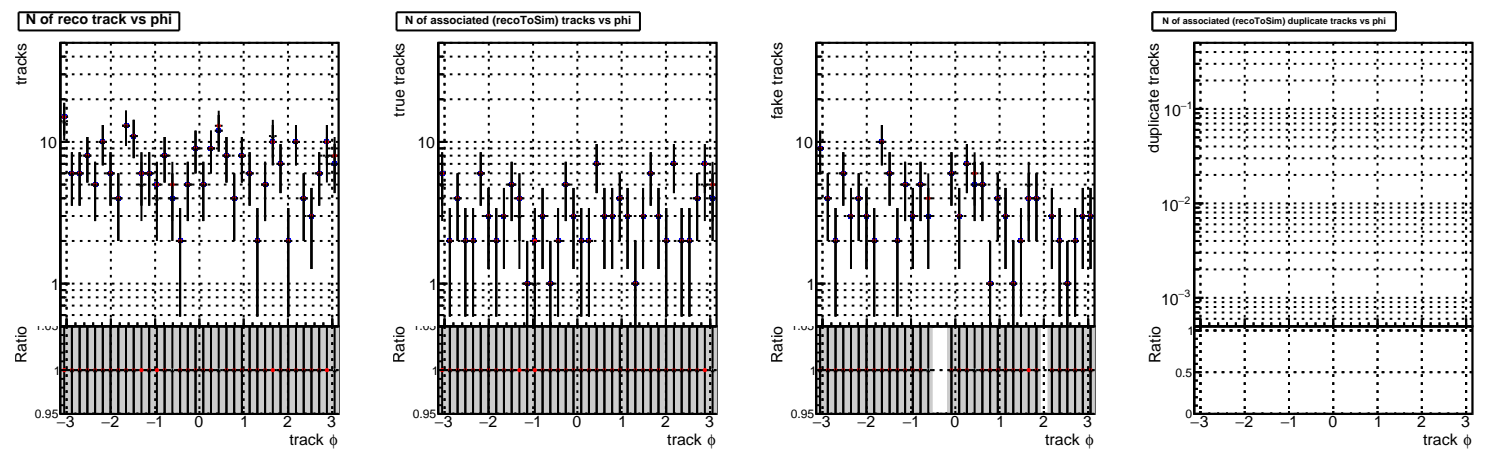 N of reco track vs phi
tracks
10
1
Ratio
1.05
1
0.95
−3 −2 −1 0 1 2 3
track ϕ
N of associated (recoToSim) tracks vs phi
true tracks
10
1
Ratio
1.05
1
0.95
−3 −2 −1 0 1 2 3
track ϕ
fake tracks
10
1
Ratio
1.05
1
0.95
−3 −2 −1 0 1 2 3
track ϕ
N of associated (recoToSim) duplicate tracks vs phi
duplicate tracks
10⁻¹
10⁻²
10⁻³
Ratio
1
0.5
0
−3 −2 −1 0 1 2 3
track ϕ